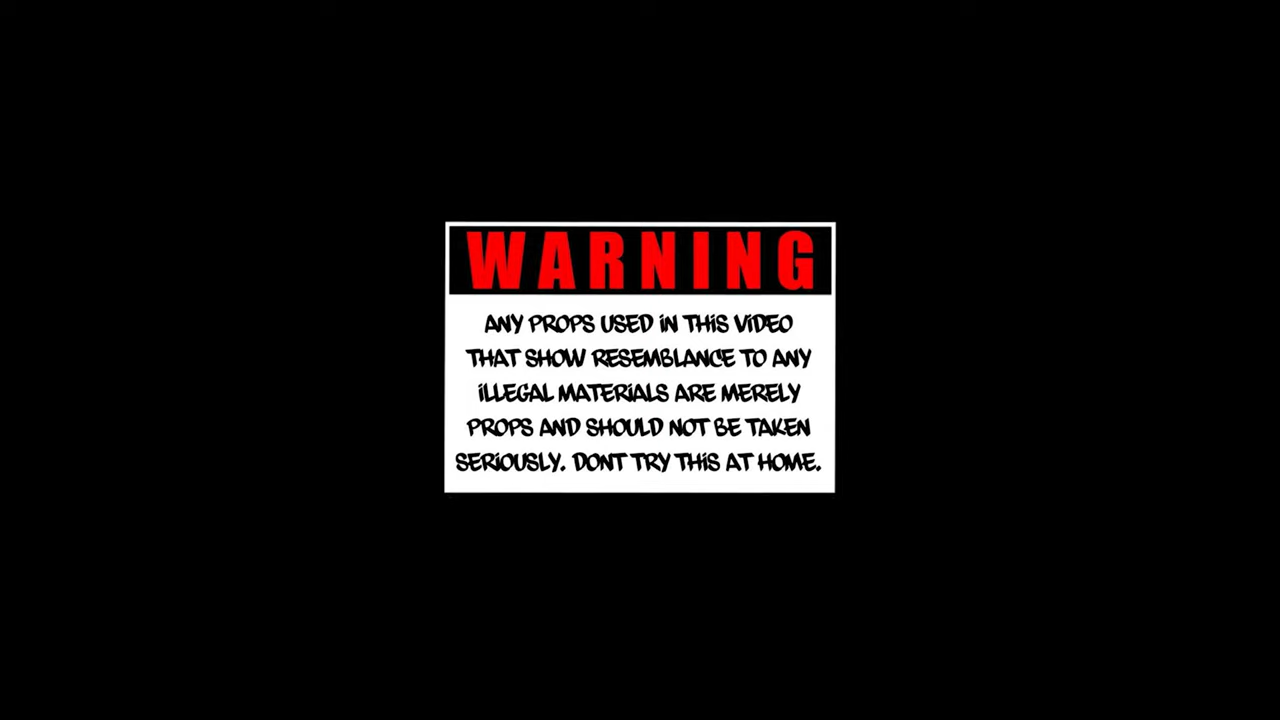 WARNING
ANY PROPS USED IN THIS VIDEO
THAT SHOW RESEMBLANCE TO ANY
ILLEGAL MATERIALS ARE MERELY
PROPS AND SHOULD NOT BE TAKEN
SERIOUSLY. DONT TRY THIS AT HOME.